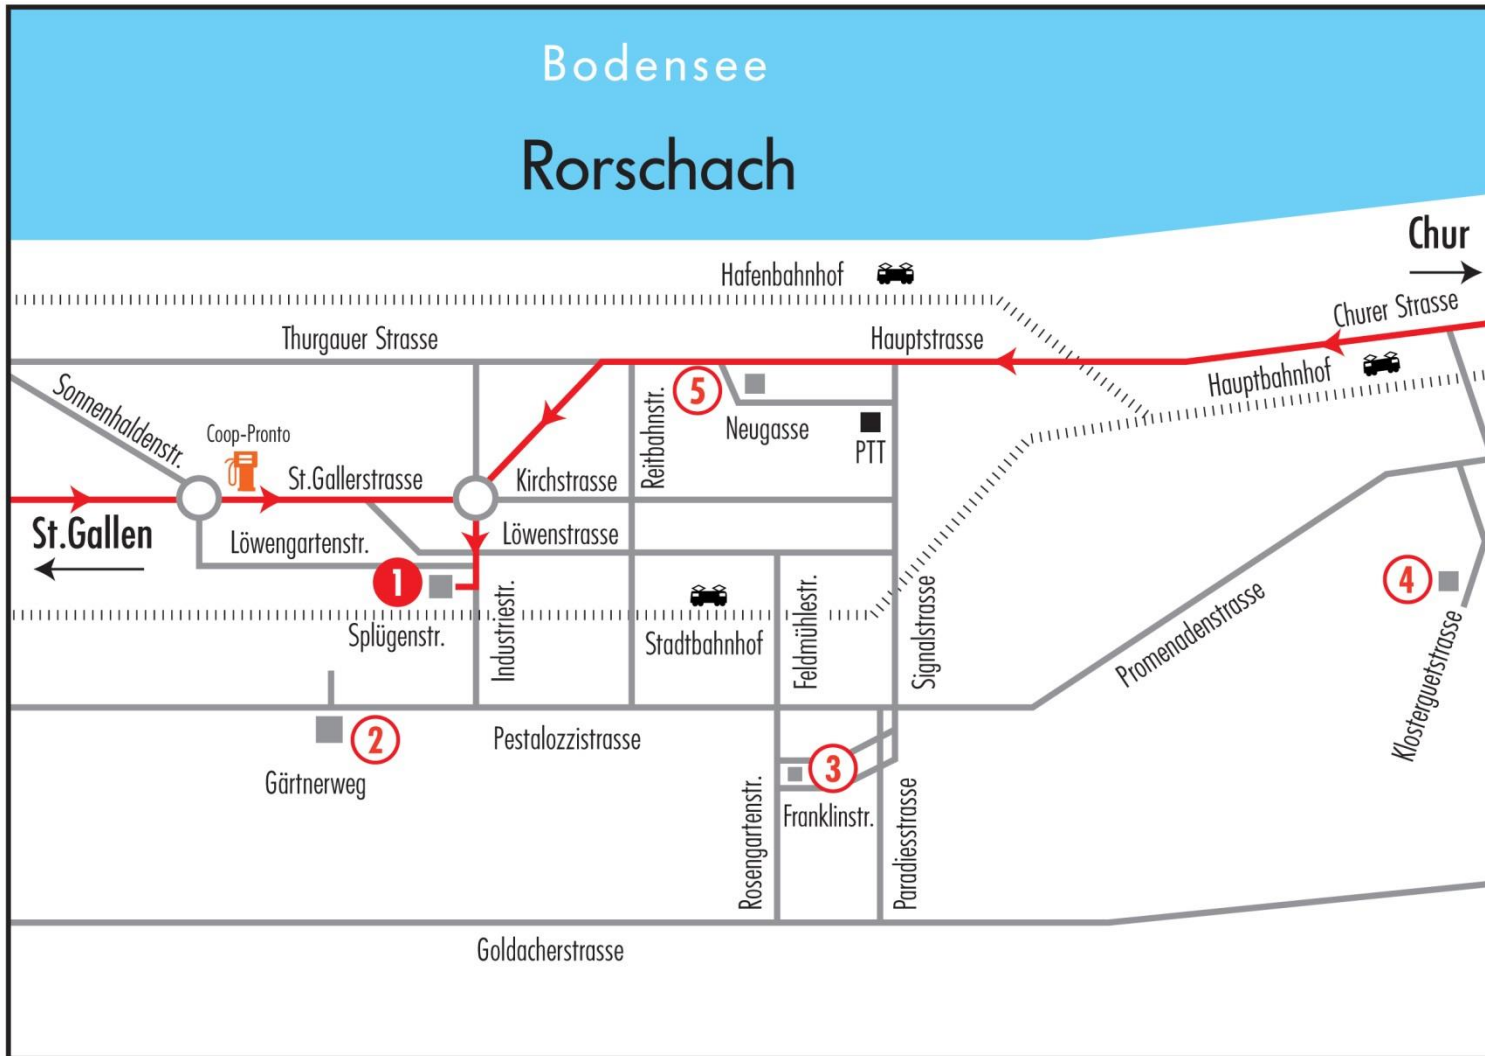 Bodensee
Rorschach
Chur
Hafenbahnhof
Churer Strasse
Thurgauer Strasse
Hauptstrasse
Hauptbahnhof
Sonnenhaldenstr.
5
Reitbahnstr.
Neugasse
PTT
Coop-Pronto
St.Gallerstrasse
Kirchstrasse
St.Gallen
Löwengartenstr.
Löwenstrasse
1
4
Splügenstr.
Industriestr.
Stadtbahnhof
Feldmühlestr.
Signalstrasse
Promenadenstrasse
Klosterguetstrasse
2
Pestalozzistrasse
Gärtnerweg
3
Rosengartenstr.
Franklinstr.
Paradiesstrasse
Goldacherstrasse